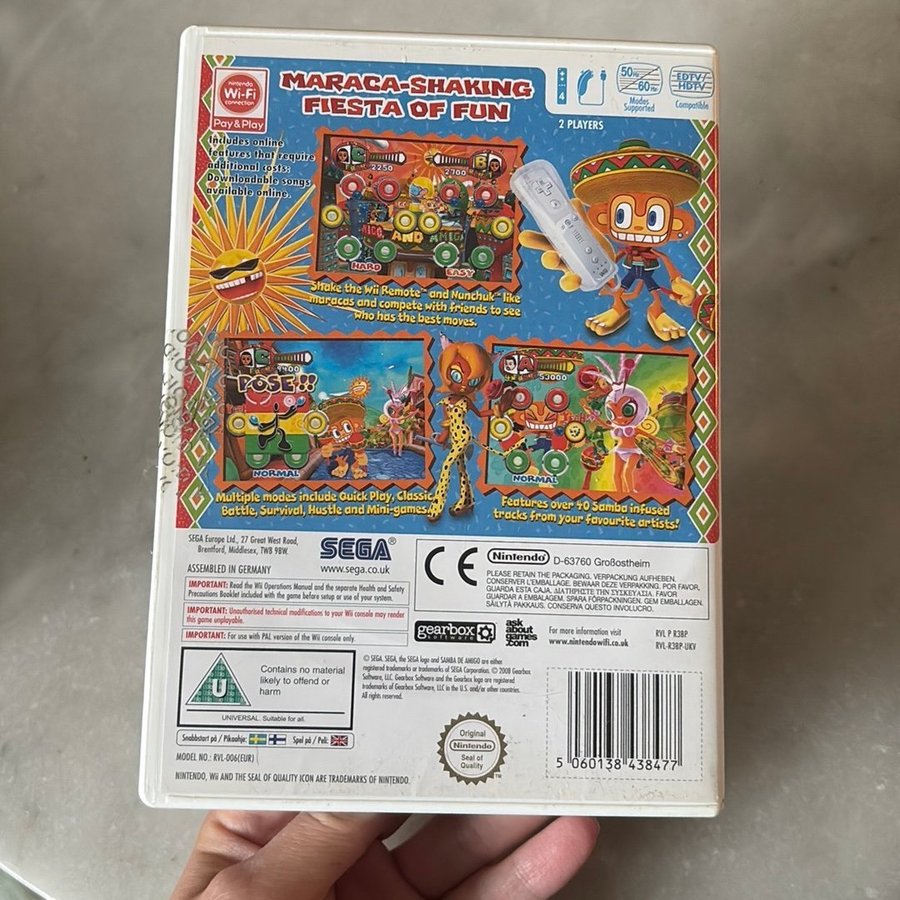 Nintendo
Wi-Fi
CONNECTION
Pay & Play
MARACA-SHAKING
FIESTA OF FUN
4
2 PLAYERS
50Hz
60Hz
Modes
Supported
EDTV/
HDTV
Compatible
Includes online
features that require
additional costs:
Downloadable songs
available online.
2250
2700
B
AND AMIGO
HARD
EASY
Shake the Wii Remote™ and Nunchuk™ like
maracas and compete with friends to see
who has the best moves.
POSE!!
NORMAL
A
53000
NORMAL
Multiple modes include Quick Play, Classic,
Battle, Survival, Hustle and Mini-games.
Features over 40 Samba infused
tracks from your favourite artists!
SEGA Europe Ltd., 27 Great West Road,
Brentford, Middlesex, TW8 9BW.
ASSEMBLED IN GERMANY
SEGA®
www.sega.co.uk
IMPORTANT: Read the Wii Operations Manual and the separate Health and Safety
Precautions Booklet included with the game before setup or use of your system.
IMPORTANT: Unauthorised technical modifications to your Wii console may render
this game unplayable.
IMPORTANT: For use with PAL version of the Wii console only.
CE
Nintendo® D-63760 Großostheim
PLEASE RETAIN THE PACKAGING. VERPACKUNG AUFHEBEN.
CONSERVER L'EMBALLAGE. BEWAAR DEZE VERPAKKING. POR FAVOR,
GUARDA ESTA CAJA. ΔΙΑΤΗΡΗΣΤΕ ΤΗΝ ΣΥΣΚΕΥΑΣΙΑ. FAVOR
GUARDAR A EMBALAGEM. SPARA FÖRPACKNINGEN. GEM EMBALLAGEN.
SÄILYTÄ PAKKAUS. CONSERVA QUESTO INVOLUCRO.
gearbox
software
ask
about
games
.com
For more information visit
www.nintendowifi.co.uk
RVL P R3BP
RVL-R3BP-UKV
U
Contains no material
likely to offend or
harm
UNIVERSAL. Suitable for all.
© SEGA. SEGA, the SEGA logo and SAMBA DE AMIGO are either
registered trademarks or trademarks of SEGA Corporation. © 2008 Gearbox
Software, LLC. Gearbox Software and the Gearbox logo are registered
trademarks of Gearbox Software, LLC in the U.S. and/or other countries.
All rights reserved.
Snabbstart på / Pikaohje: Spel på / Peli:
MODEL NO.: RVL-006(EUR)
NINTENDO, Wii AND THE SEAL OF QUALITY ICON ARE TRADEMARKS OF NINTENDO.
Original
Nintendo
Seal of
Quality
5 060138 438477